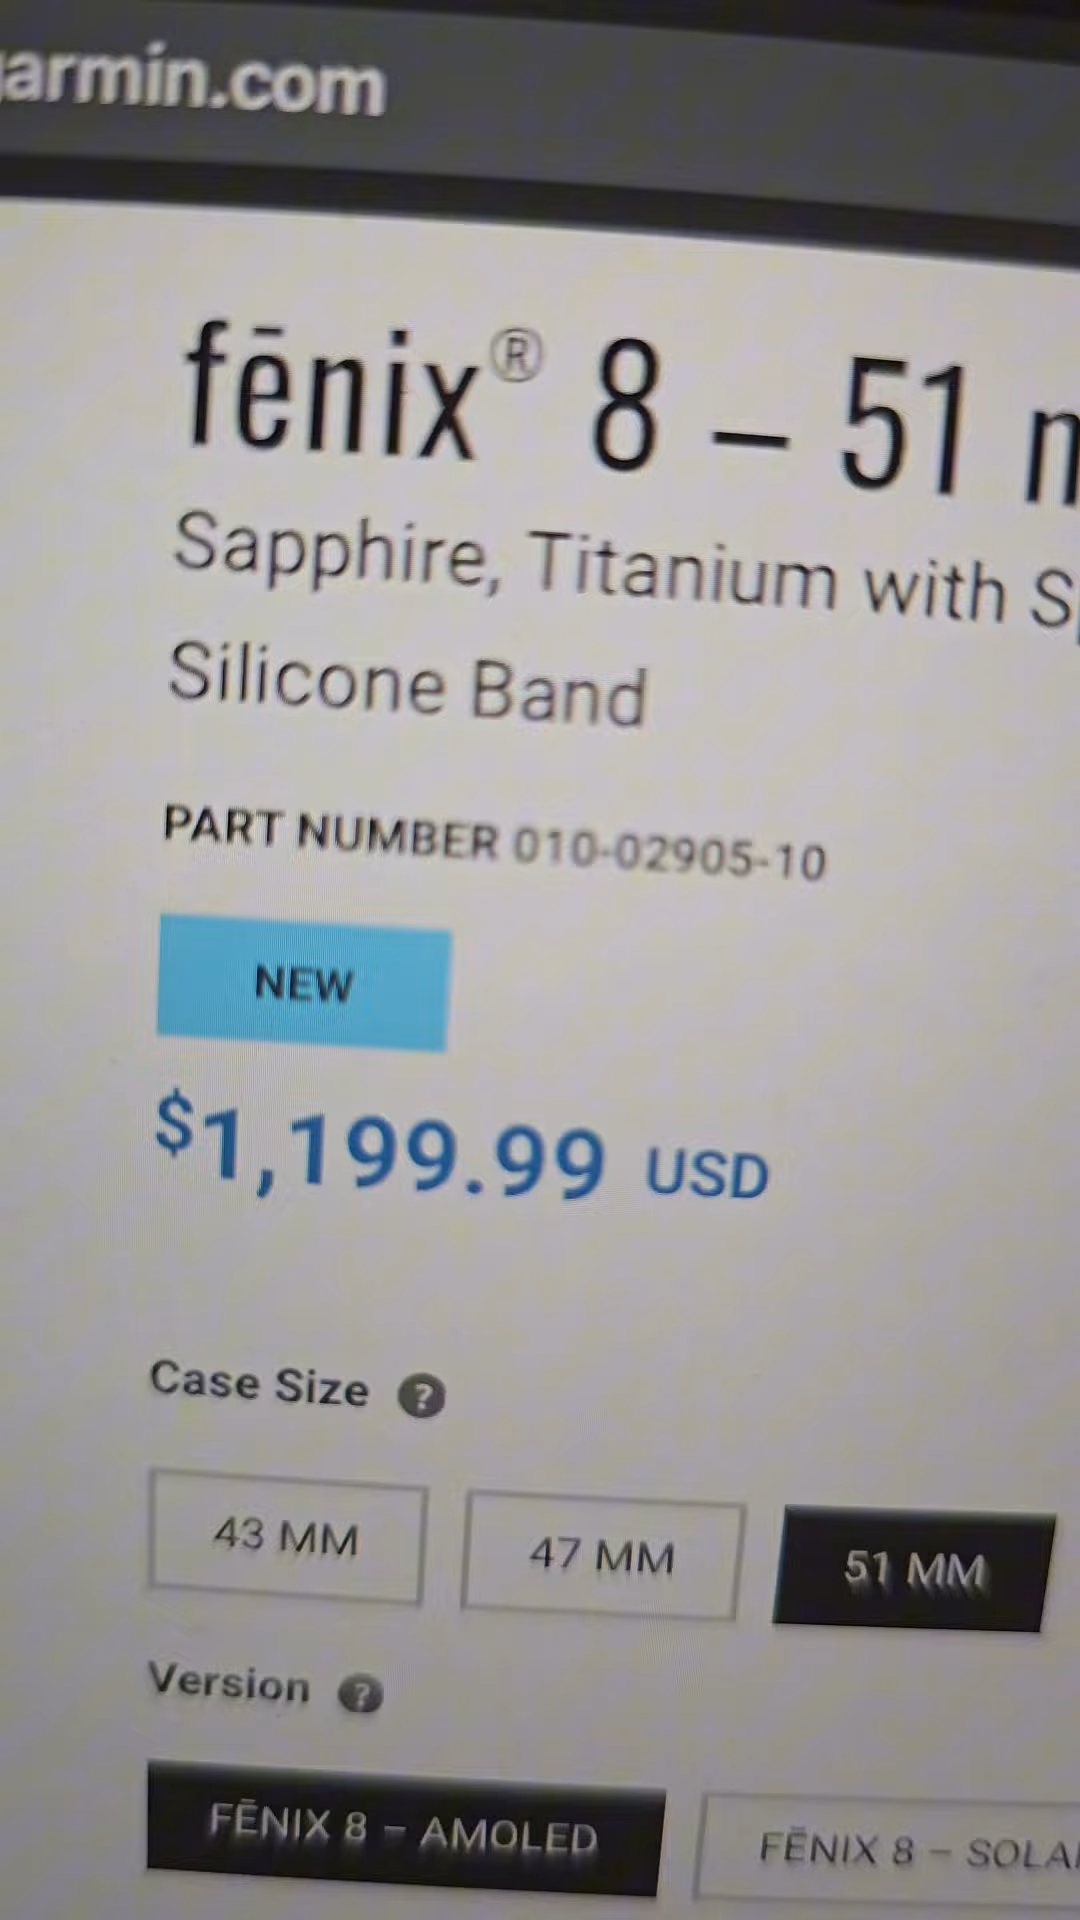 garmin.com
fēnix® 8 – 51
Sapphire, Titanium with
Silicone Band
PART NUMBER 010-02905-10
NEW
$1,199.99 USD
Case Size ?
43 MM 47 MM 51 MM
Version ?
FĒNIX 8 – AMOLED FĒNIX 8 –